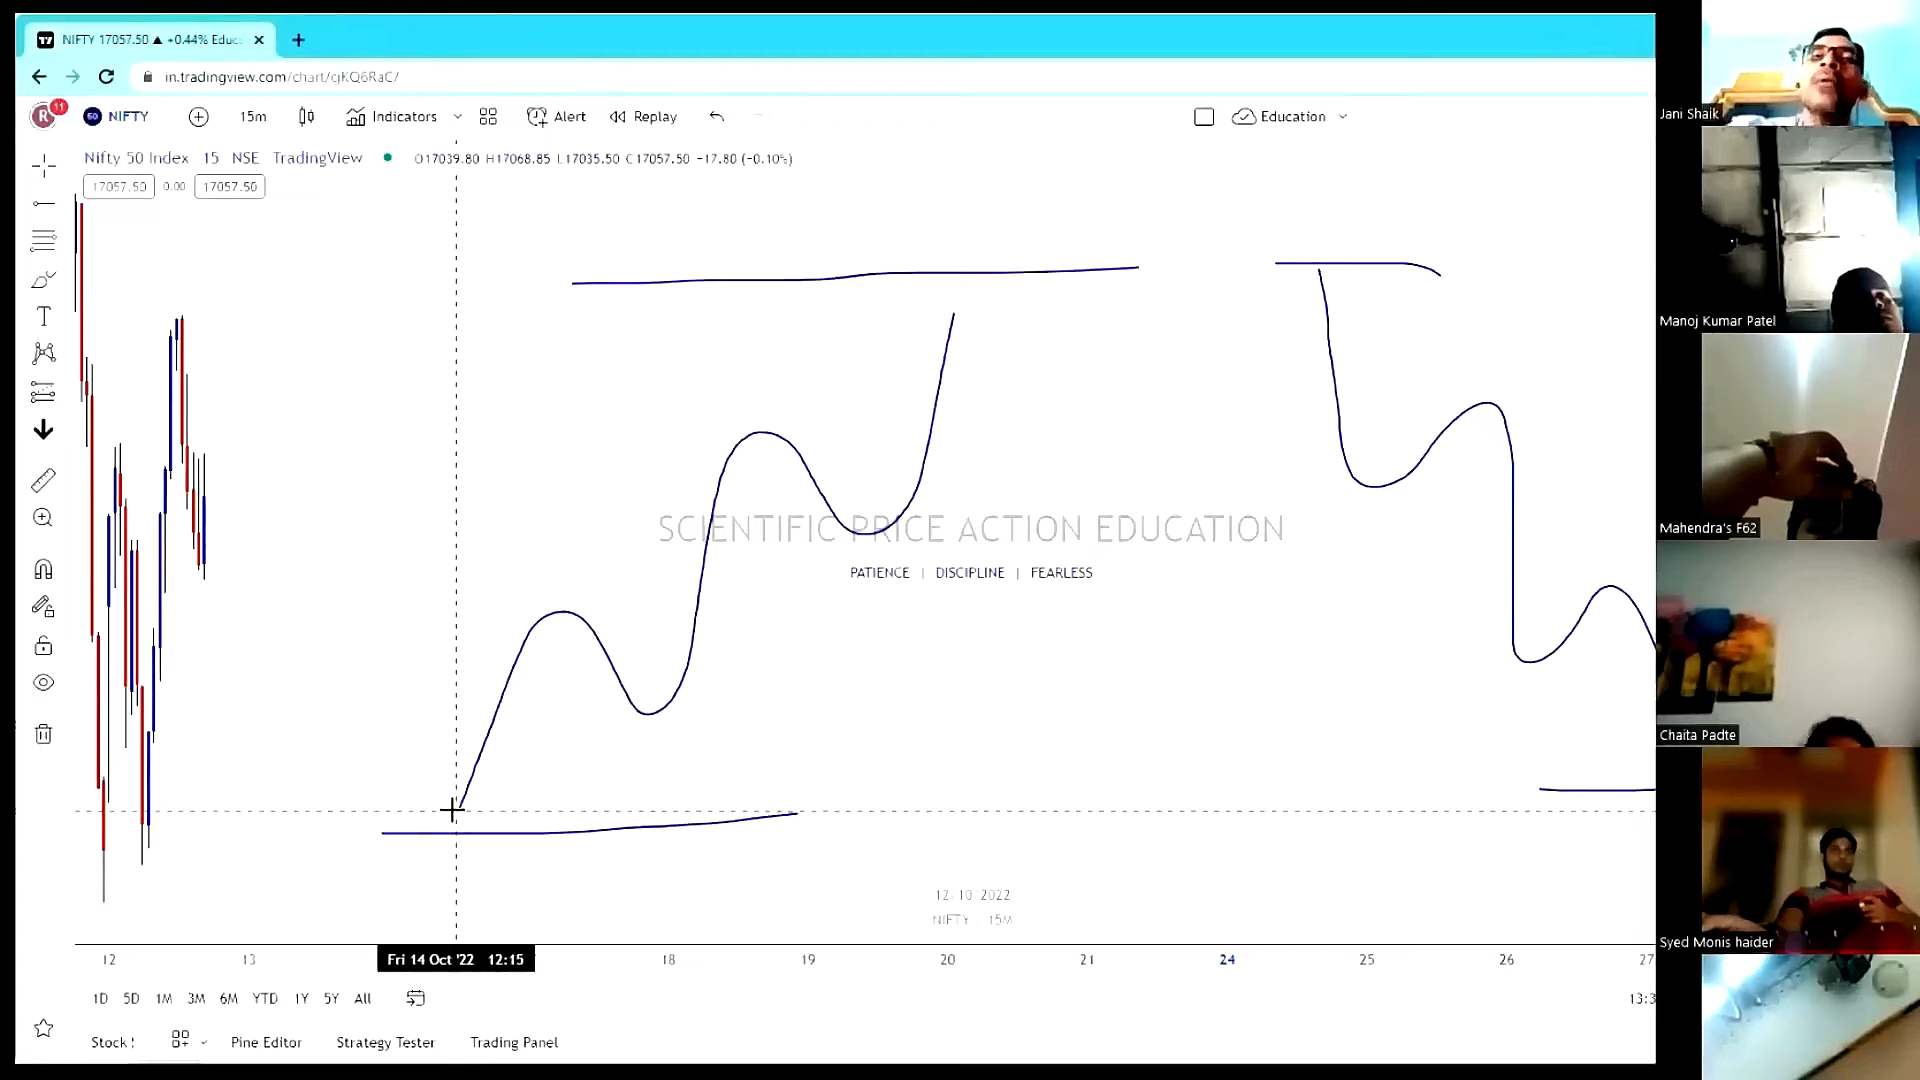 NIFTY 17057.50 ▲ +0.44% Educ
in.tradingview.com/chart/cjKQ6RaC/
R 11 50 NIFTY 15m Indicators Alert Replay Education
Nifty 50 Index 15 NSE TradingView O17039.80 H17068.85 L17035.50 C17057.50 −17.80 (−0.10%)
17057.50 0.00 17057.50
SCIENTIFIC PRICE ACTION EDUCATION
PATIENCE | DISCIPLINE | FEARLESS
12/10/2022
NIFTY 15M
12 13 Fri 14 Oct '22 12:15 18 19 20 21 24 25 26 27
1D 5D 1M 3M 6M YTD 1Y 5Y All 13:3
Stock Pine Editor Strategy Tester Trading Panel
Jani Shaik
Manoj Kumar Patel
Mahendra's F62
Chaita Padte
Syed Monis haider